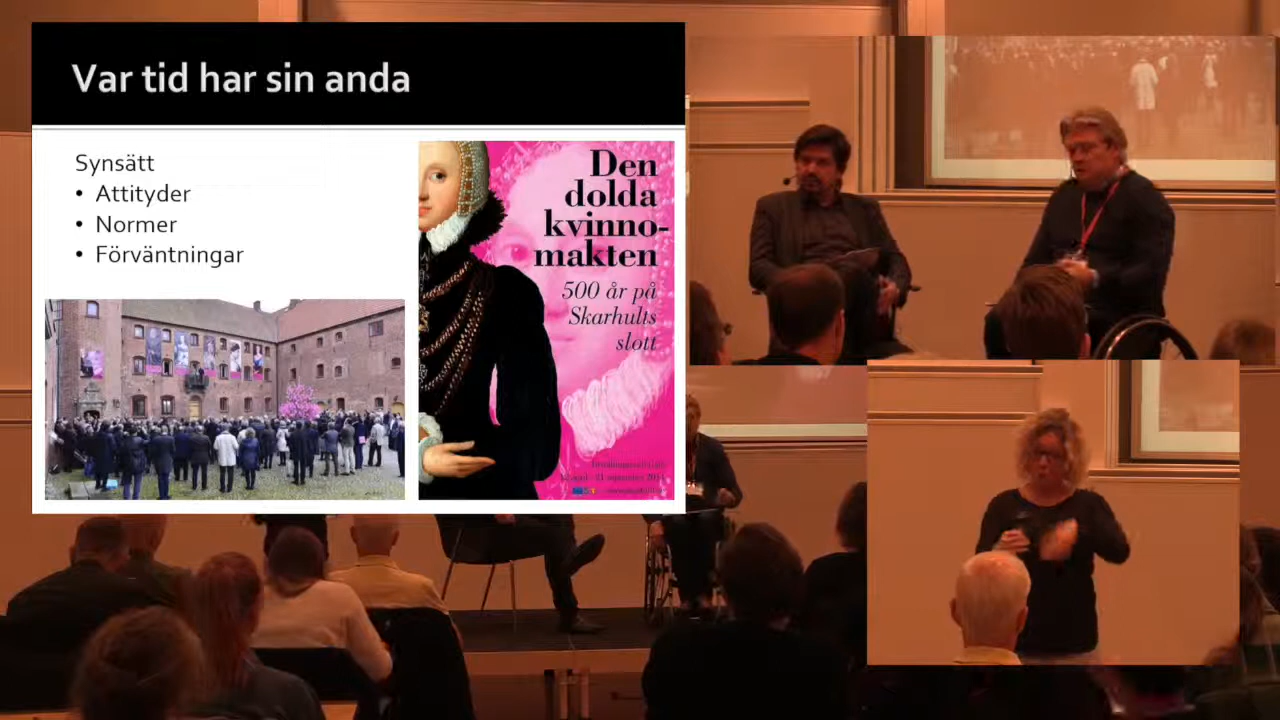 Var tid har sin anda
Synsätt
• Attityder
• Normer
• Förväntningar
Den
dolda
kvinno-
makten
500 år på
Skarhults
slott